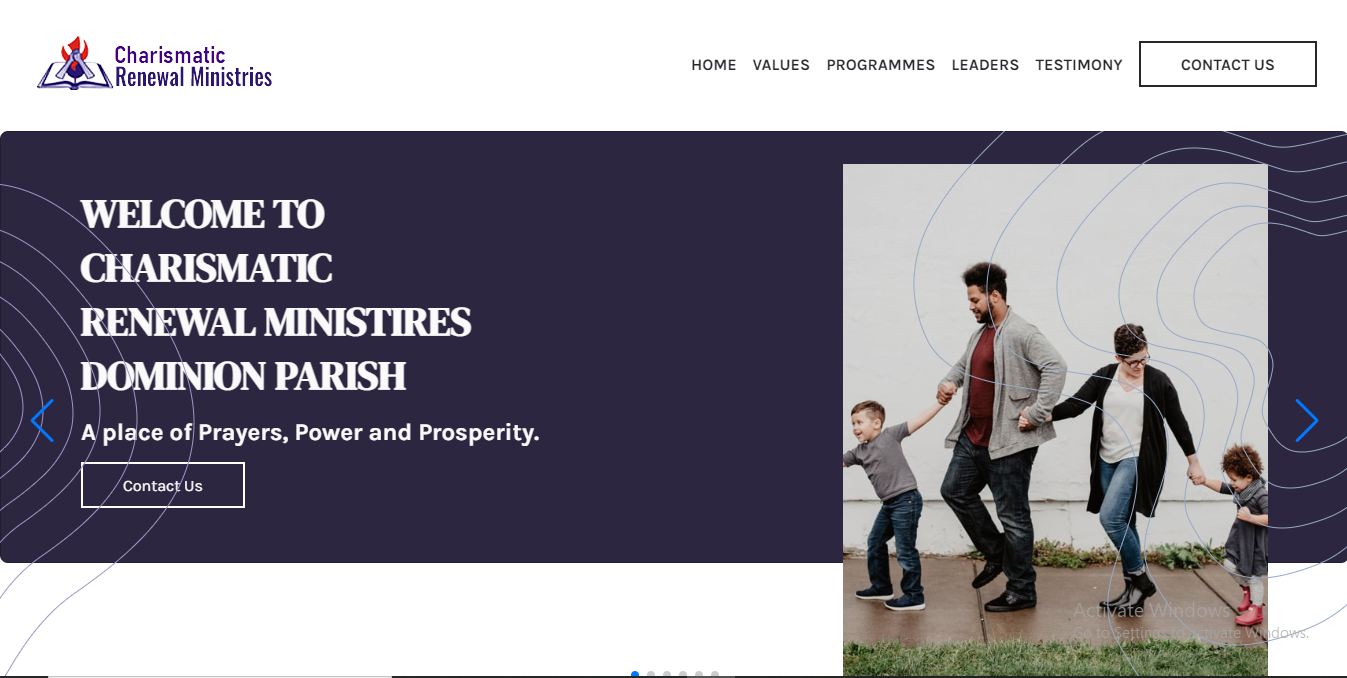 Charismatic
Renewal Ministries
HOME VALUES PROGRAMMES LEADERS TESTIMONY CONTACT US
WELCOME TO
CHARISMATIC
RENEWAL MINISTIRES
DOMINION PARISH
A place of Prayers, Power and Prosperity.
Contact Us
Activate Windows
Go to Settings to activate Windows.